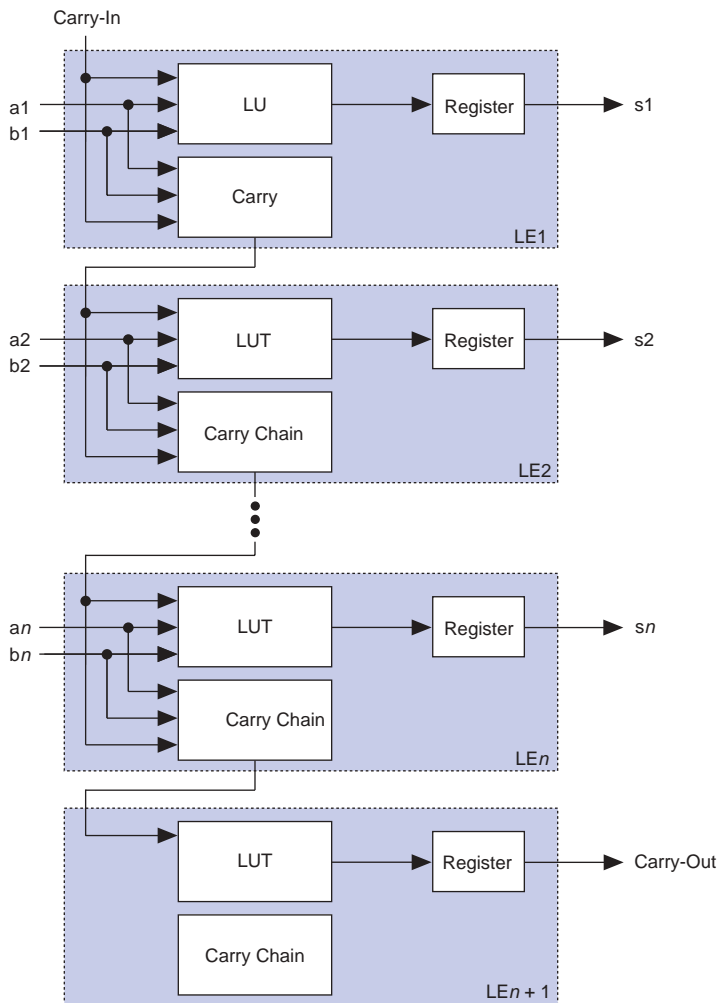 Carry-In
a1
b1
LU
Register
s1
Carry
LE1
a2
b2
LUT
Register
s2
Carry Chain
LE2
an
bn
LUT
Register
sn
Carry Chain
LEn
LUT
Register
Carry-Out
Carry Chain
LEn + 1